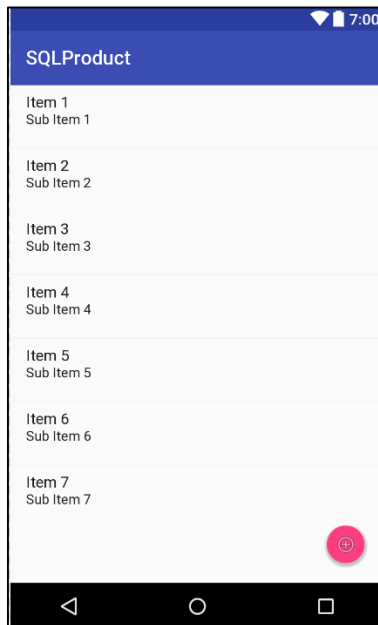 7:00
SQLProduct
Item 1
Sub Item 1
Item 2
Sub Item 2
Item 3
Sub Item 3
Item 4
Sub Item 4
Item 5
Sub Item 5
Item 6
Sub Item 6
Item 7
Sub Item 7